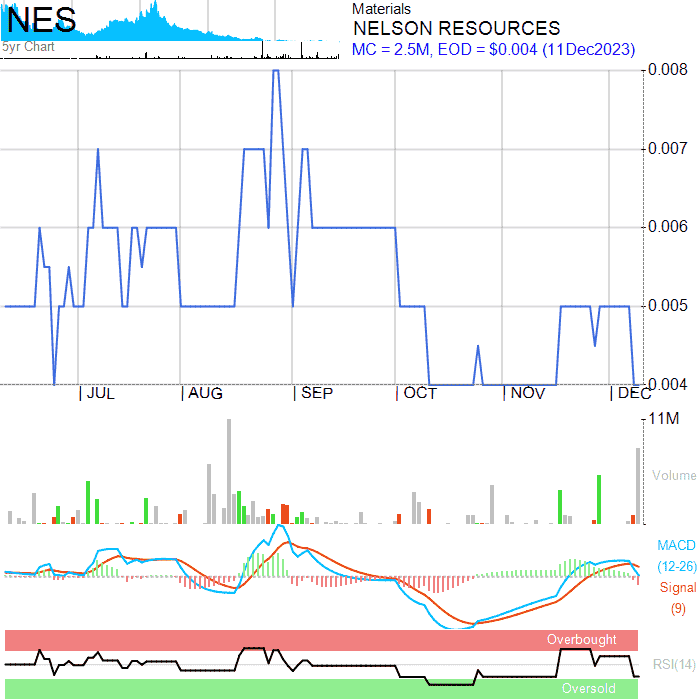 NES
5yr Chart
Materials
NELSON RESOURCES
MC = 2.5M, EOD = $0.004 (11Dec2023)
0.008
0.007
0.006
0.005
0.004
JUL AUG SEP OCT NOV DEC
11M
Volume
MACD
(12-26)
Signal
(9)
Overbought
RSI(14)
Oversold